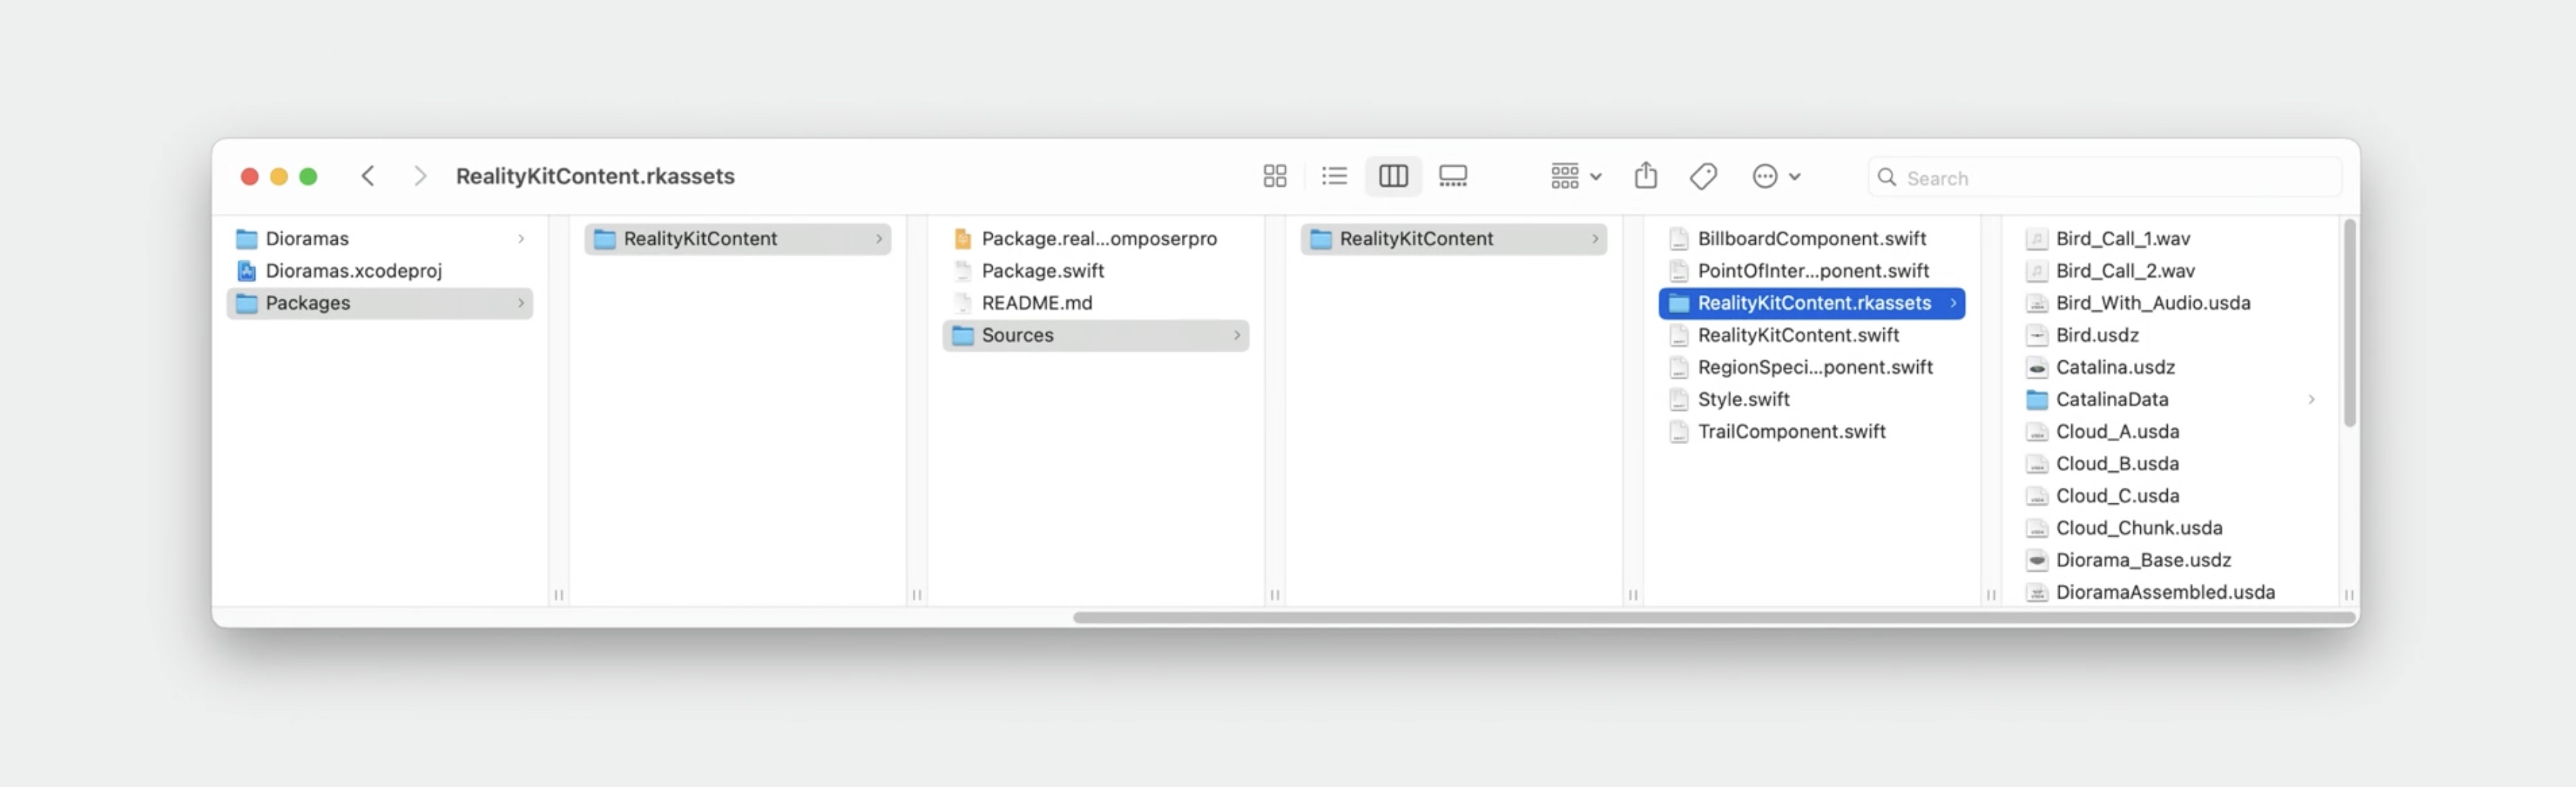 RealityKitContent.rkassets
Search
Dioramas
Dioramas.xcodeproj
Packages
RealityKitContent
Package.real...omposerpro
Package.swift
README.md
Sources
RealityKitContent
BillboardComponent.swift
PointOfInter...ponent.swift
RealityKitContent.rkassets
RealityKitContent.swift
RegionSpeci...ponent.swift
Style.swift
TrailComponent.swift
Bird_Call_1.wav
Bird_Call_2.wav
Bird_With_Audio.usda
Bird.usdz
Catalina.usdz
CatalinaData
Cloud_A.usda
Cloud_B.usda
Cloud_C.usda
Cloud_Chunk.usda
Diorama_Base.usdz
DioramaAssembled.usda